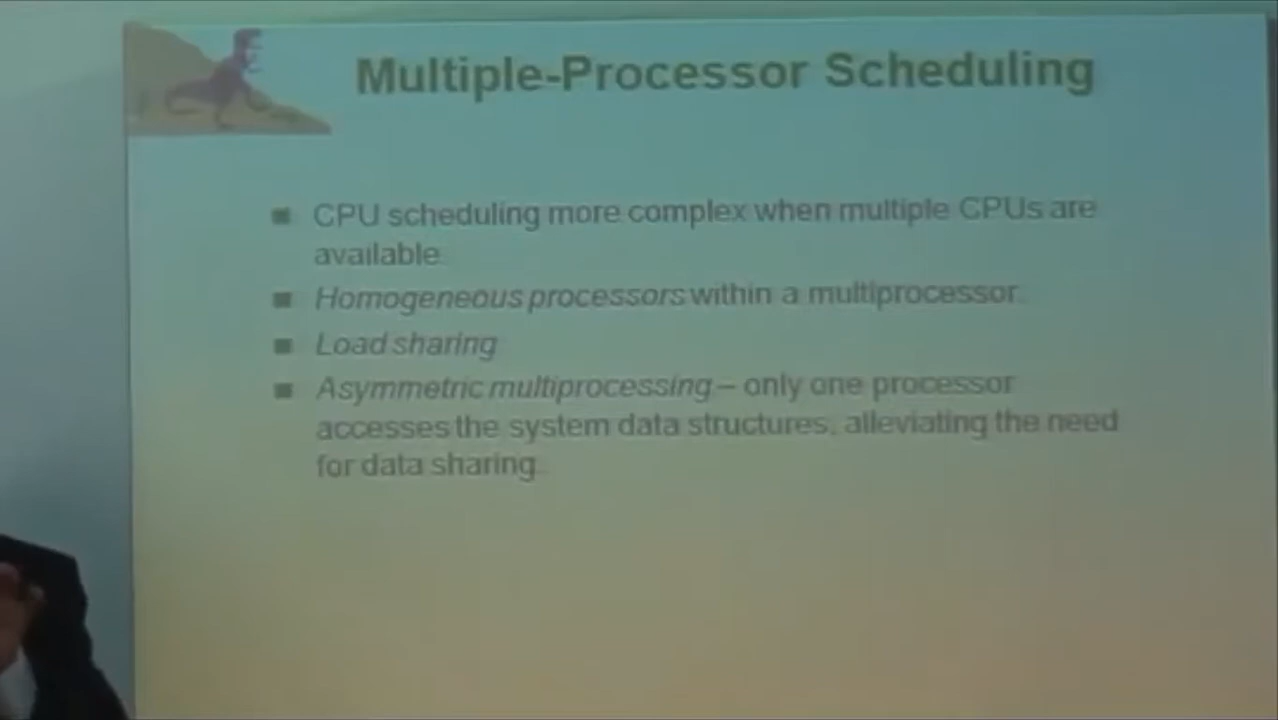 Multiple-Processor Scheduling
CPU scheduling more complex when multiple CPUs are
available.
Homogeneous processors within a multiprocessor.
Load sharing
Asymmetric multiprocessing – only one processor
accesses the system data structures, alleviating the need
for data sharing.